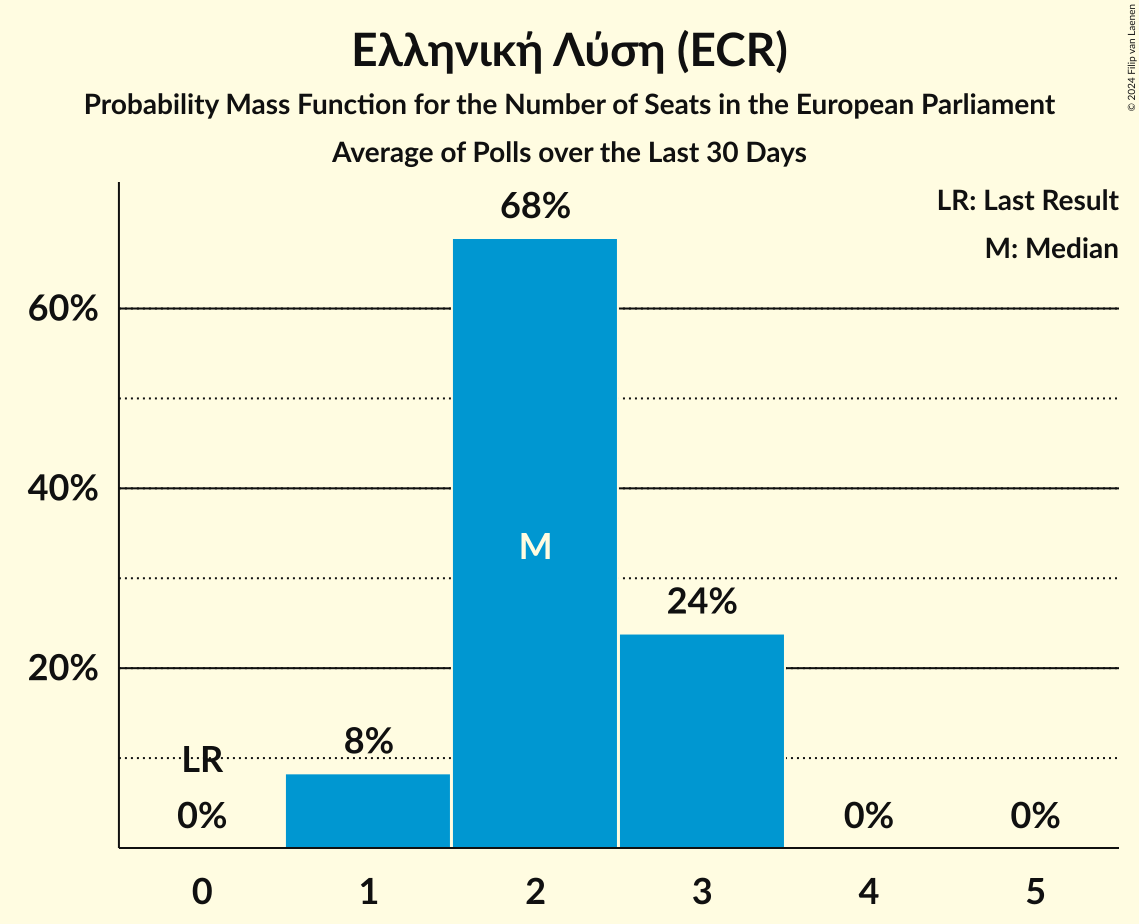 Ελληνική Λύση (ECR)
Probability Mass Function for the Number of Seats in the European Parliament
Average of Polls over the Last 30 Days
© 2024 Filip van Laenen
LR: Last Result
M: Median
68%
60%
40%
M
24%
20%
8%
LR
0%
0%
0%
0 1 2 3 4 5